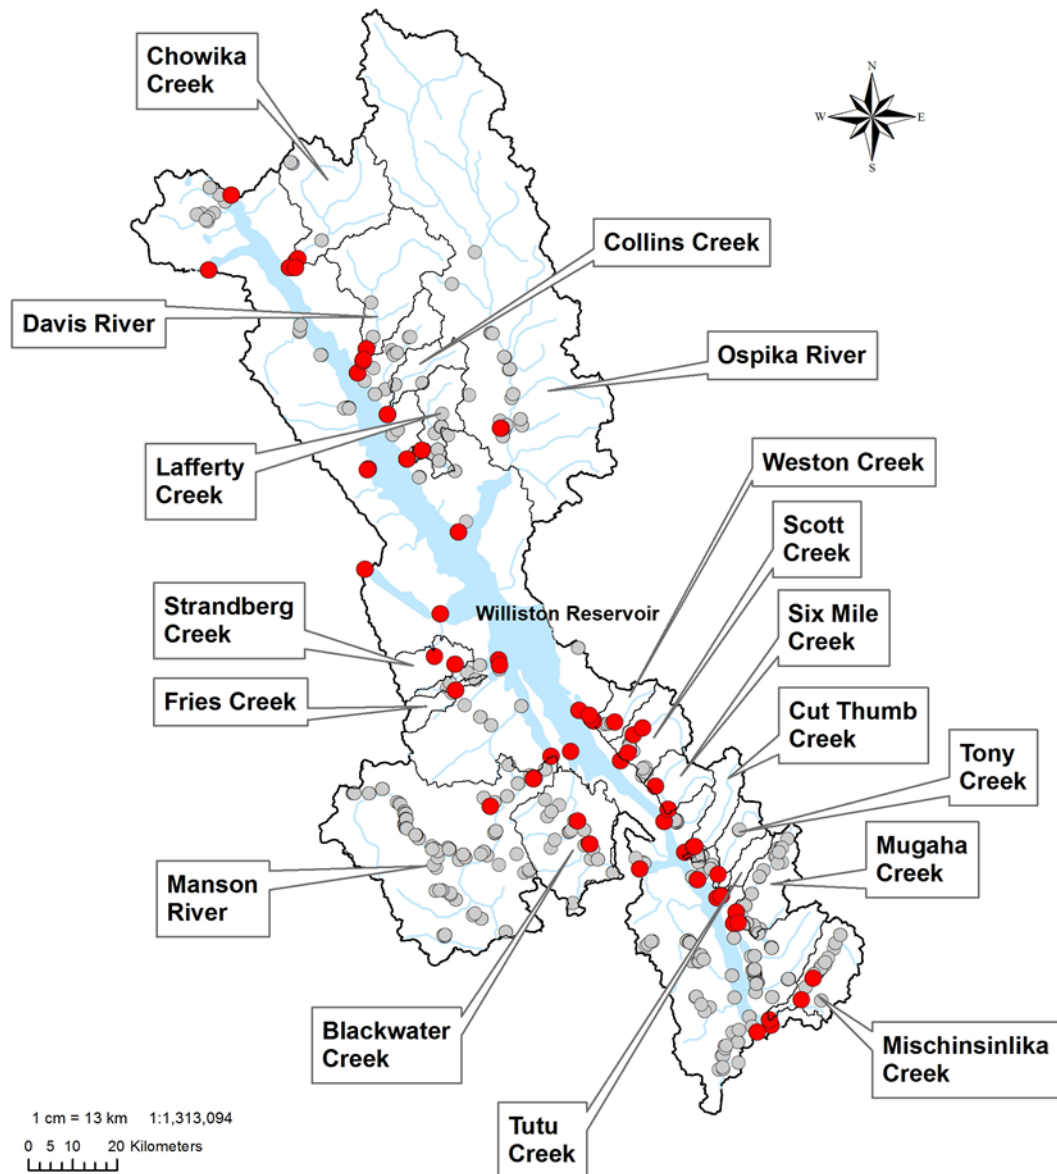 Chowika
Creek
N
W
E
S
Collins Creek
Davis River
Ospika River
Lafferty
Creek
Weston Creek
Scott
Creek
Strandberg
Creek
Williston Reservoir
Six Mile
Creek
Fries Creek
Cut Thumb
Creek
Tony
Creek
Manson
River
Mugaha
Creek
Blackwater
Creek
Mischinsinlika
Creek
Tutu
Creek
1 cm = 13 km 1:1,313,094
0 5 10 20 Kilometers